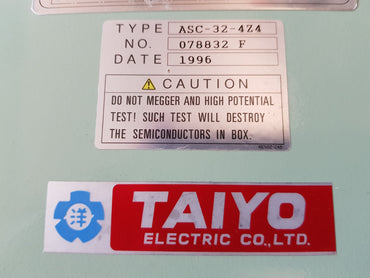 TYPE ASC-32-4Z4
NO. 078832 F
DATE 1996
⚠ CAUTION
DO NOT MEGGER AND HIGH POTENTIAL
TEST! SUCH TEST WILL DESTROY
THE SEMICONDUCTORS IN BOX.
洋
TAIYO
ELECTRIC CO., LTD.